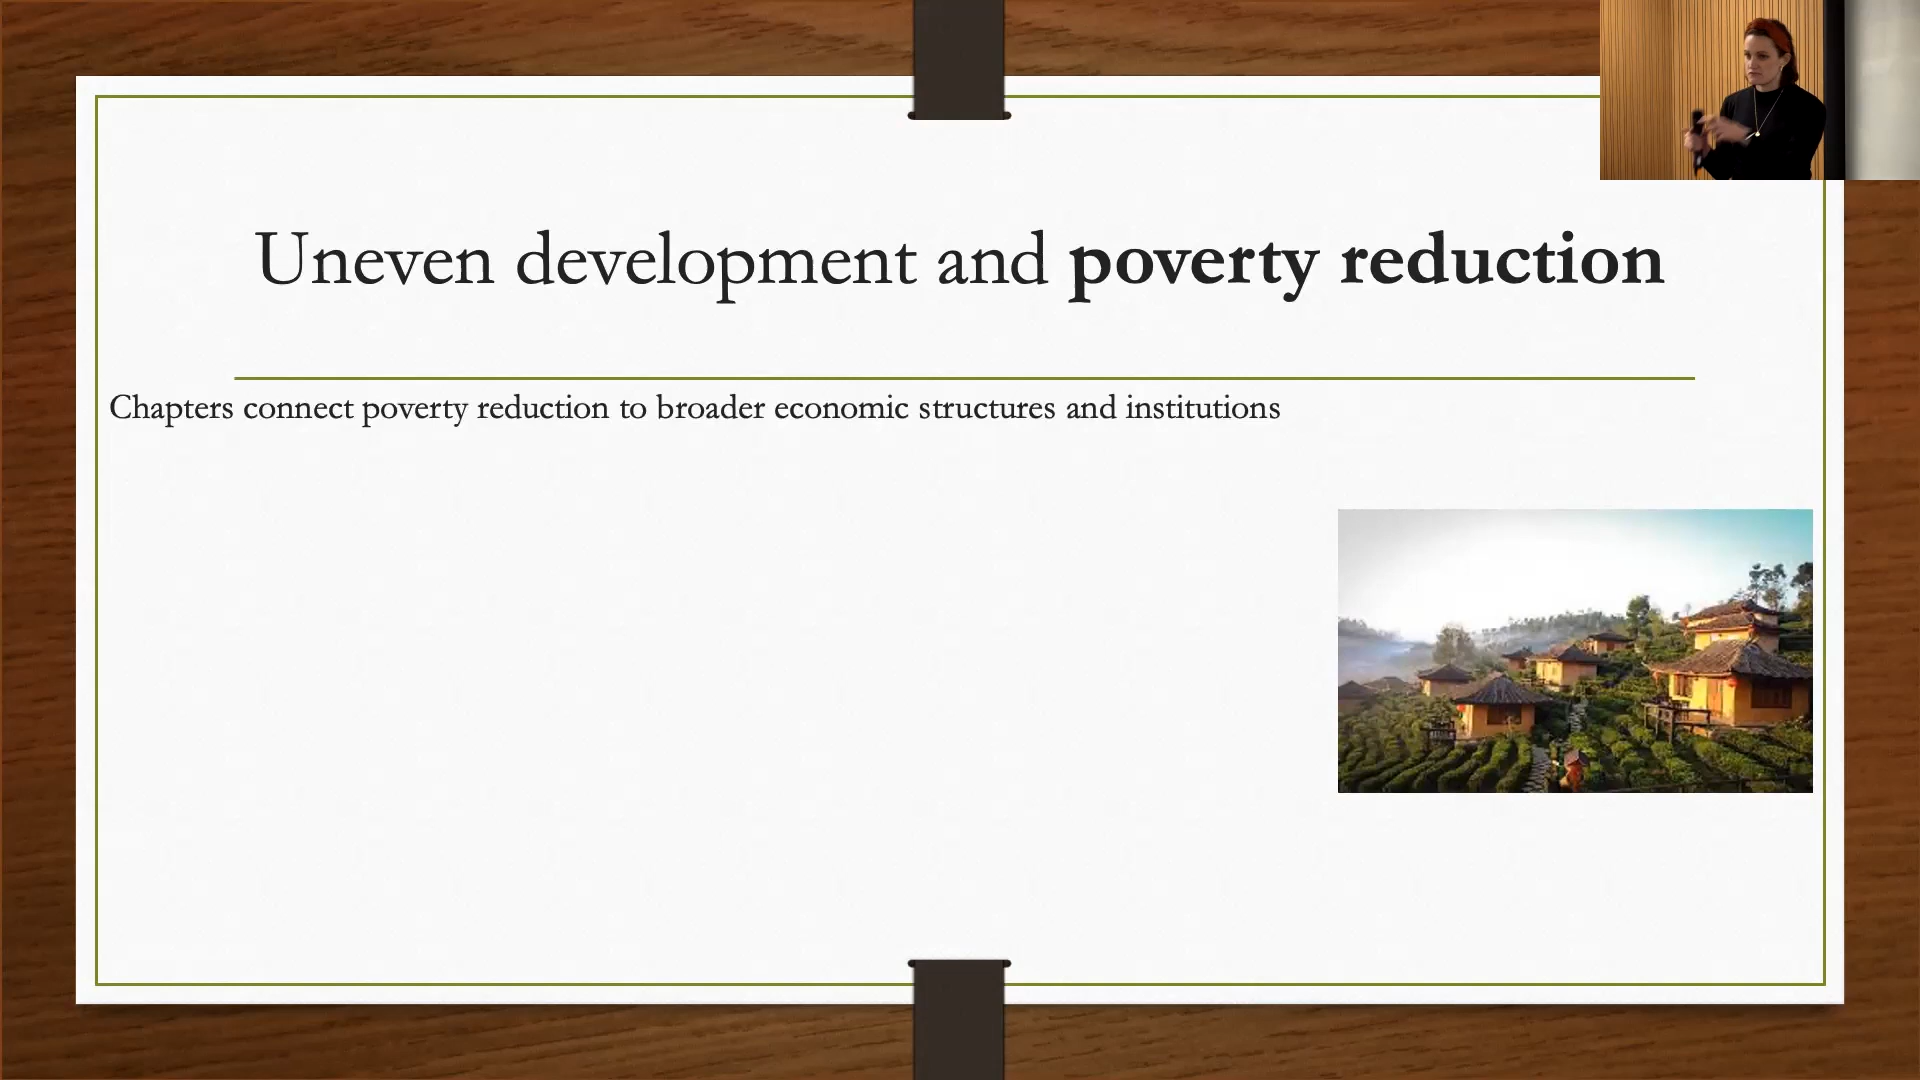 Uneven development and poverty reduction
Chapters connect poverty reduction to broader economic structures and institutions